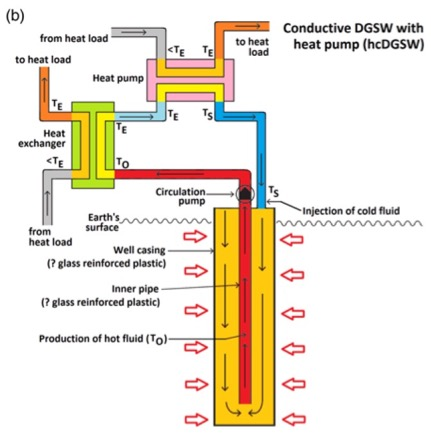 (b)
Conductive DGSW with
heat pump (hcDGSW)
from heat load
<TE
TE
to heat
load
to heat load
Heat pump
TE
TE
TE
TS
Heat
exchanger
<TE
TO
Circulation
pump
TS
from
heat load
Earth's
surface
Injection of cold fluid
Well casing
(? glass reinforced plastic)
Inner pipe
(? glass reinforced plastic)
Production of hot fluid (TO)